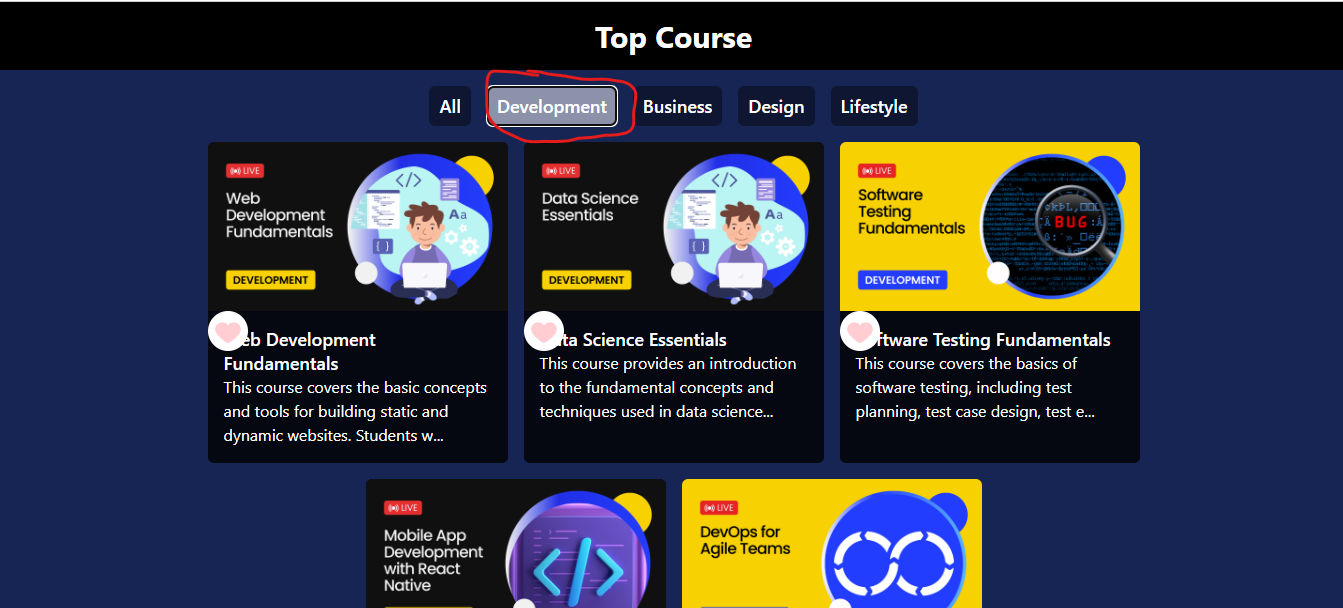 Top Course
All Development Business Design Lifestyle
LIVE
Web
Development
Fundamentals
DEVELOPMENT
eb Development
Fundamentals
This course covers the basic concepts
and tools for building static and
dynamic websites. Students w...
LIVE
Data Science
Essentials
DEVELOPMENT
ta Science Essentials
This course provides an introduction
to the fundamental concepts and
techniques used in data science...
LIVE
Software
Testing
Fundamentals
BUG
DEVELOPMENT
ftware Testing Fundamentals
This course covers the basics of
software testing, including test
planning, test case design, test e...
LIVE
Mobile App
Development
with React
Native
LIVE
DevOps for
Agile Teams